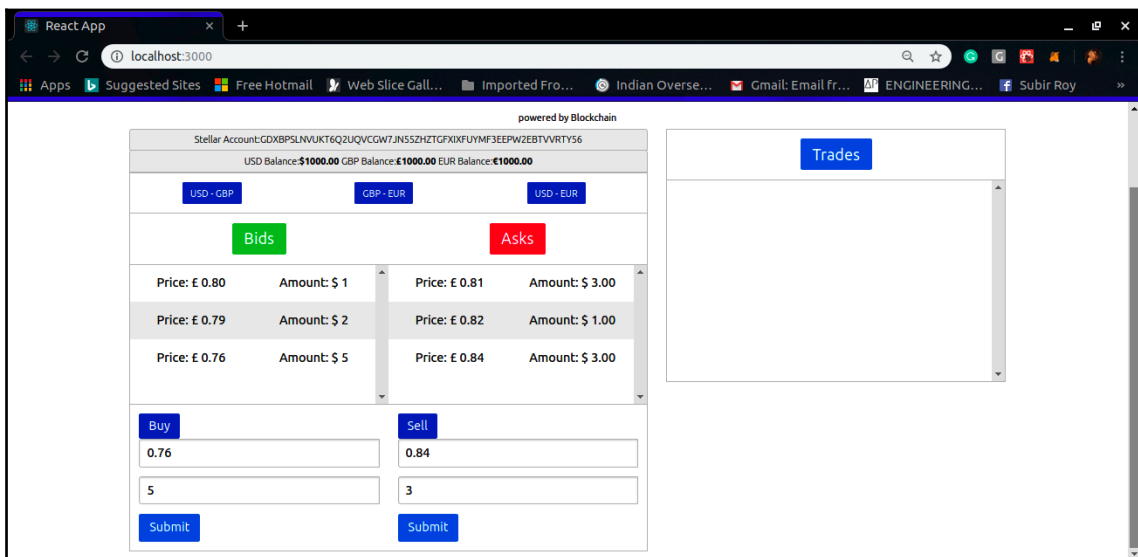 React App
localhost:3000
Apps Suggested Sites Free Hotmail Web Slice Gall... Imported Fro... Indian Overse... Gmail: Email fr... ENGINEERING... Subir Roy »
powered by Blockchain
Stellar Account:GDXBPSLNVUKT6Q2UQVCGW7JN55ZHZTGFXIXFUYMF3EEPW2EBTVVRTY56
USD Balance:$1000.00 GBP Balance:£1000.00 EUR Balance:€1000.00
Trades
USD - GBP GBP - EUR USD - EUR
Bids Asks
Price: £ 0.80 Amount: $ 1 Price: £ 0.81 Amount: $ 3.00
Price: £ 0.79 Amount: $ 2 Price: £ 0.82 Amount: $ 1.00
Price: £ 0.76 Amount: $ 5 Price: £ 0.84 Amount: $ 3.00
Buy Sell
0.76 0.84
5 3
Submit Submit